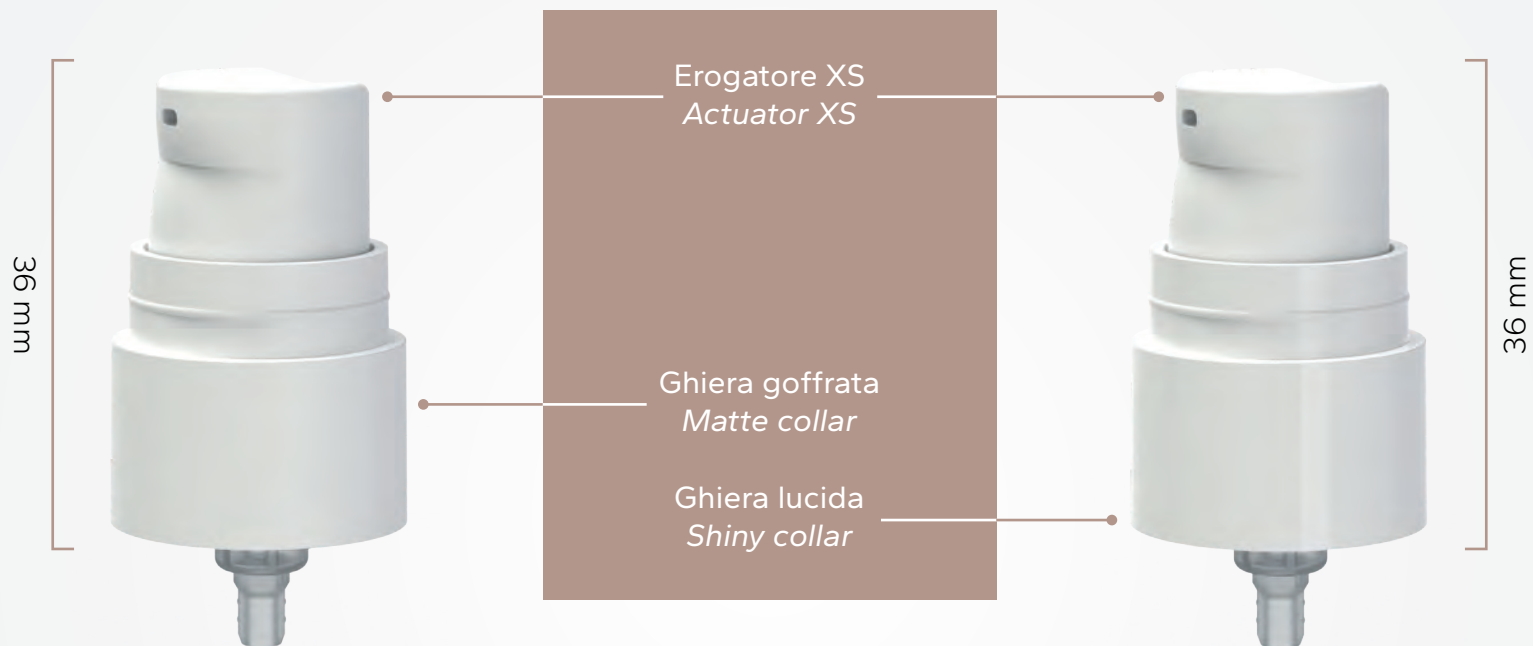 Erogatore XS
Actuator XS
36 mm
36 mm
Ghiera goffrata
Matte collar
Ghiera lucida
Shiny collar